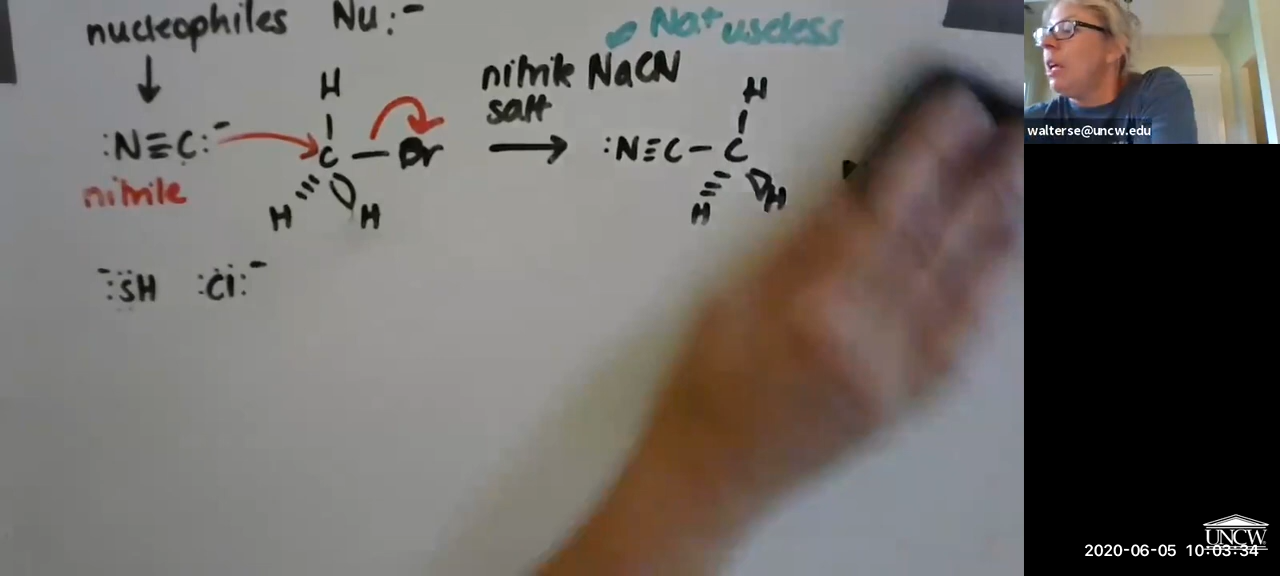 nucleophiles Nu:⁻
Na⁺ useless
nitrile NaCN
salt
H
:N≡C:⁻ C — Br
H H
nitrile
→ :N≡C–C
H
H H
⁻:SH :Cl:⁻
walterse@uncw.edu
UNCW
2020-06-05 10:03:34